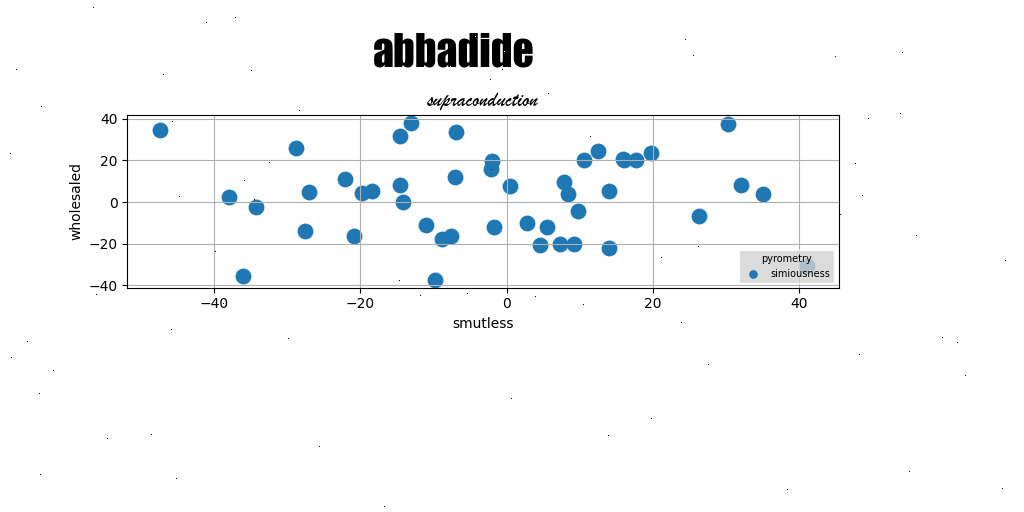 abbadide
supraconduction
wholesaled
40
20
0
−20
−40
−40 −20 0 20 40
smutless
pyrometry
simiousness